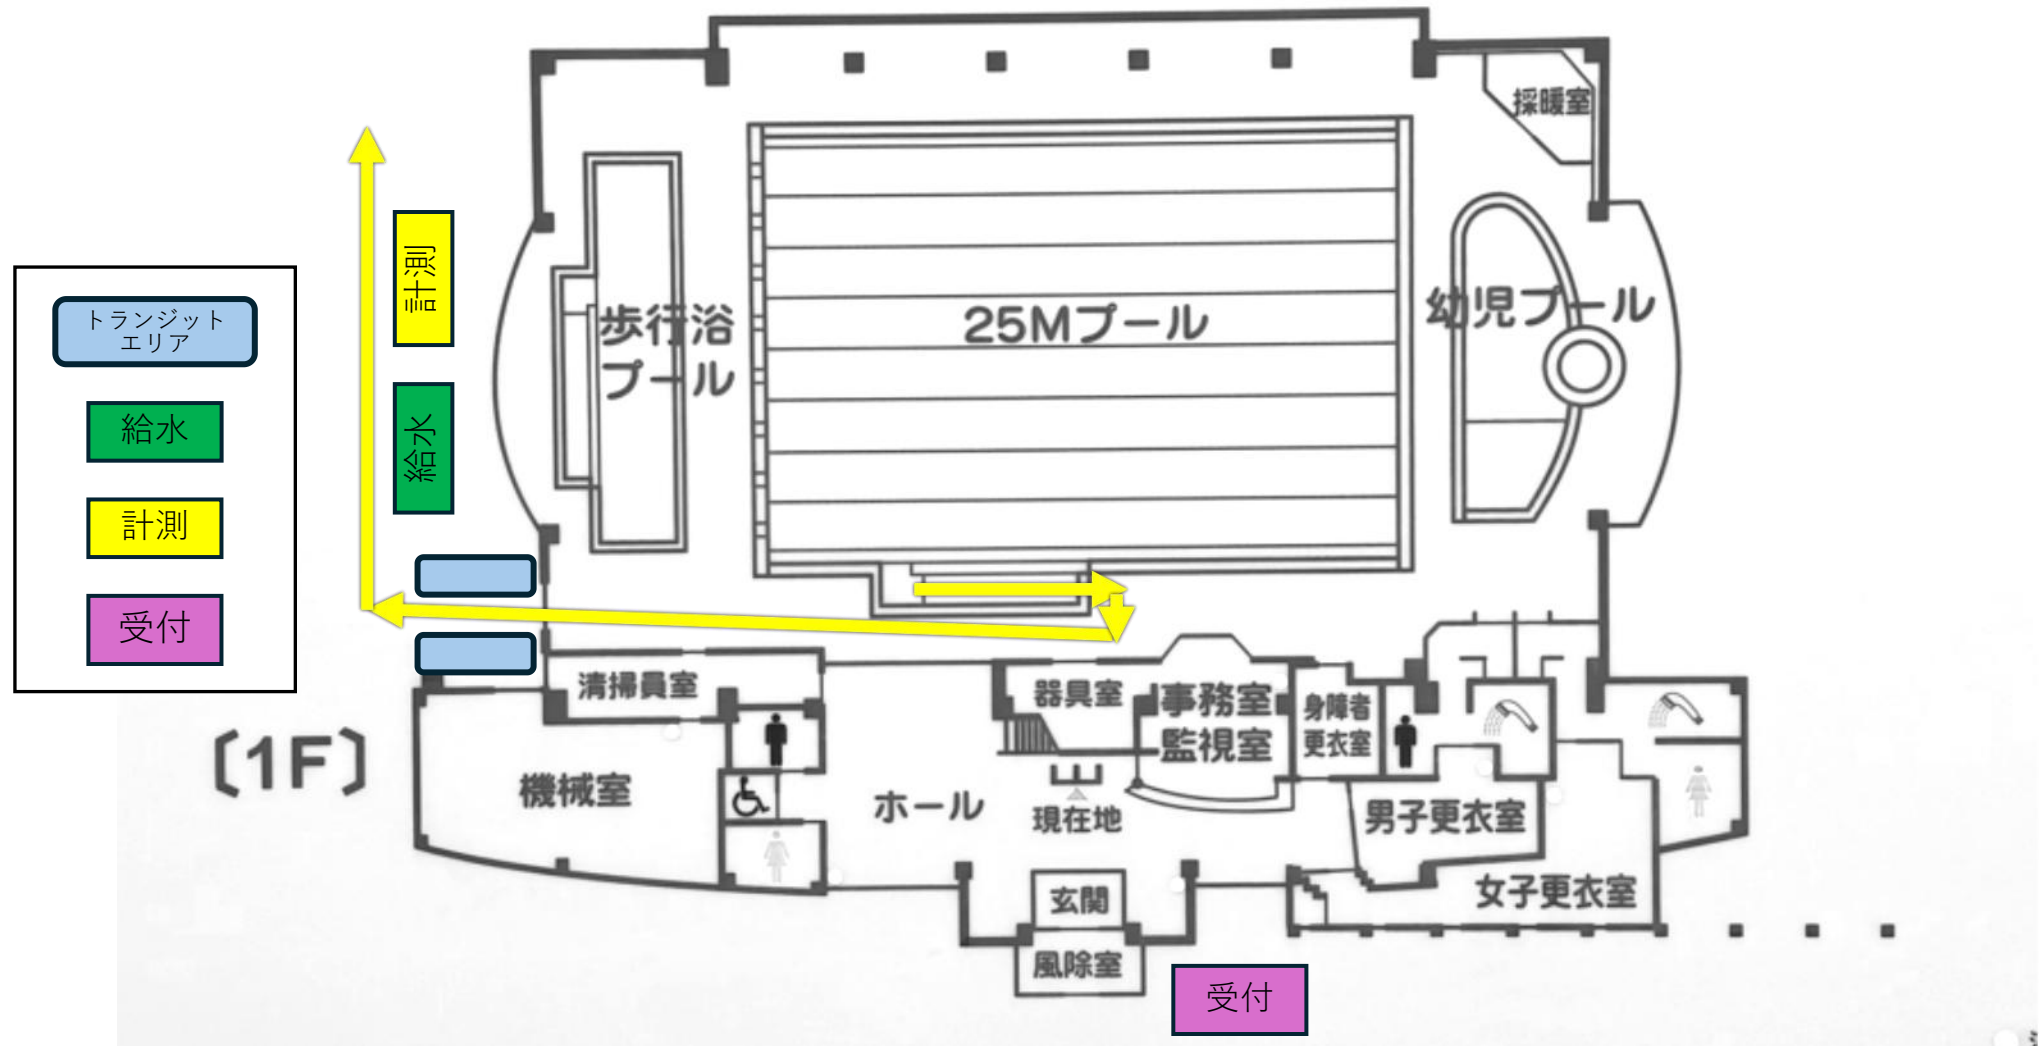 採暖室
計測
歩行浴
プール
25Mプール
幼児プール
トランジット
エリア
給水
給水
計測
受付
清掃員室
器具室
事務室
監視室
身障者
更衣室
〔1F〕
機械室
ホール
現在地
男子更衣室
女子更衣室
玄関
風除室
受付